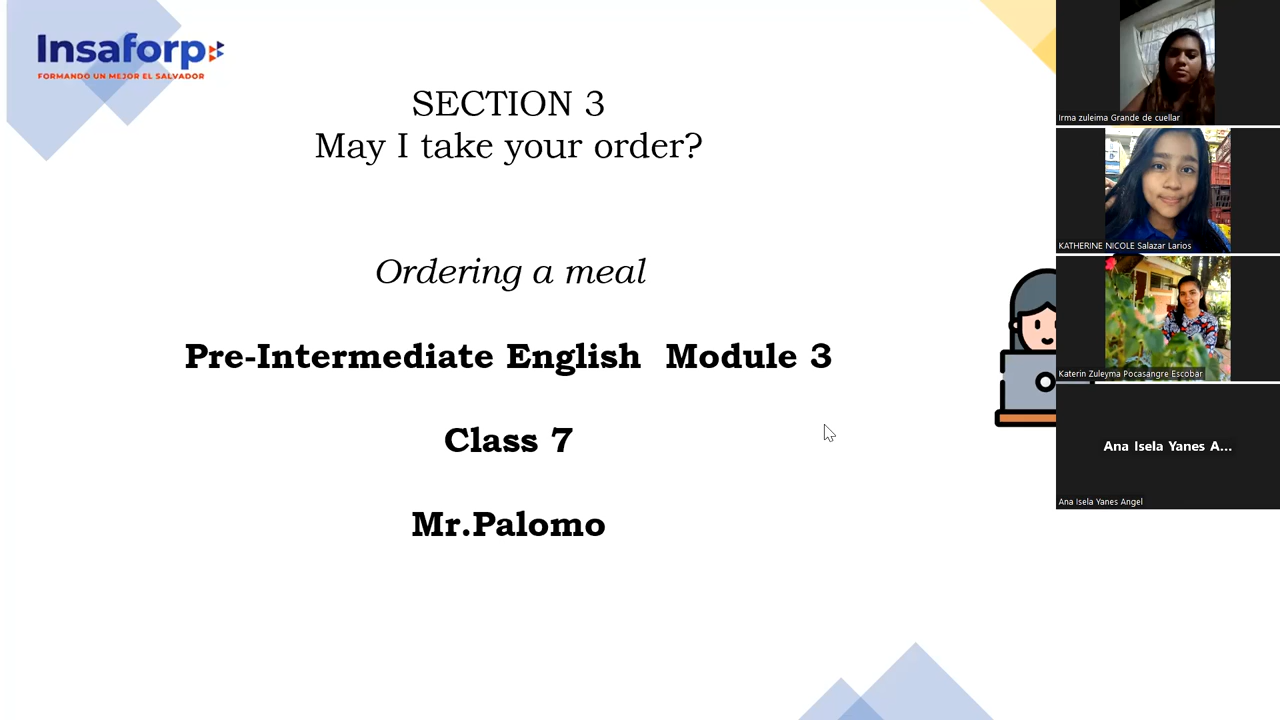 Insaforp
FORMANDO UN MEJOR EL SALVADOR
SECTION 3
May I take your order?
Ordering a meal
Pre-Intermediate English Module 3
Class 7
Mr.Palomo
Irma zuleima Grande de cuellar
KATHERINE NICOLE Salazar Larios
Katerin Zuleyma Pocasangre Escobar
Ana Isela Yanes A...
Ana Isela Yanes Angel